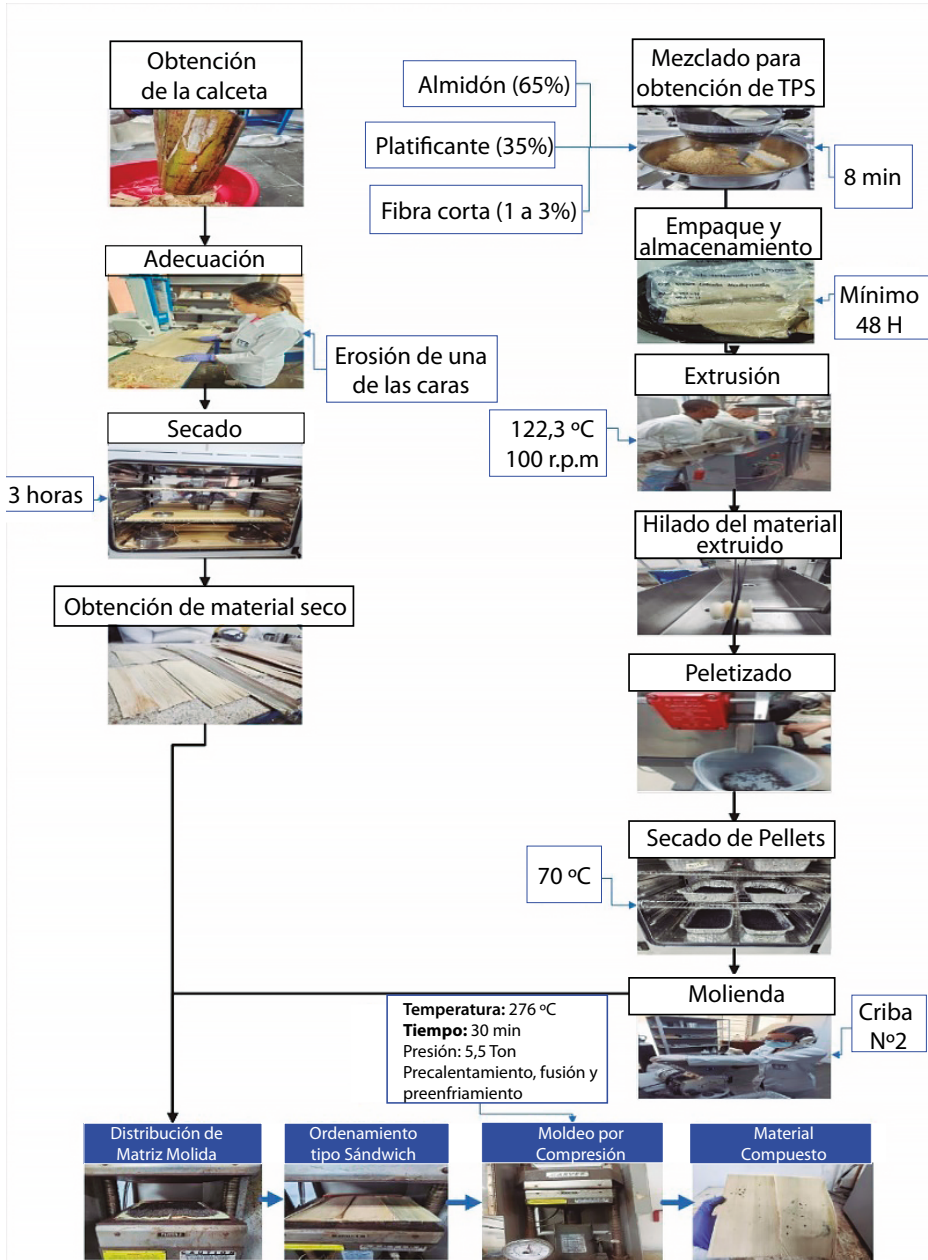 Obtención
de la calceta
Adecuación
Erosión de una
de las caras
Secado
3 horas
Obtención de material seco
Mezclado para
obtención de TPS
Almidón (65%)
Platificante (35%)
Fibra corta (1 a 3%)
8 min
Empaque y
almacenamiento
Mínimo
48 H
Extrusión
122,3 ºC
100 r.p.m
Hilado del material
extruido
Peletizado
Secado de Pellets
70 ºC
Molienda
Criba
Nº2
Temperatura: 276 ºC
Tiempo: 30 min
Presión: 5,5 Ton
Precalentamiento, fusión y
preenfriamiento
Distribución de
Matriz Molida
Ordenamiento
tipo Sándwich
Moldeo por
Compresión
Material
Compuesto